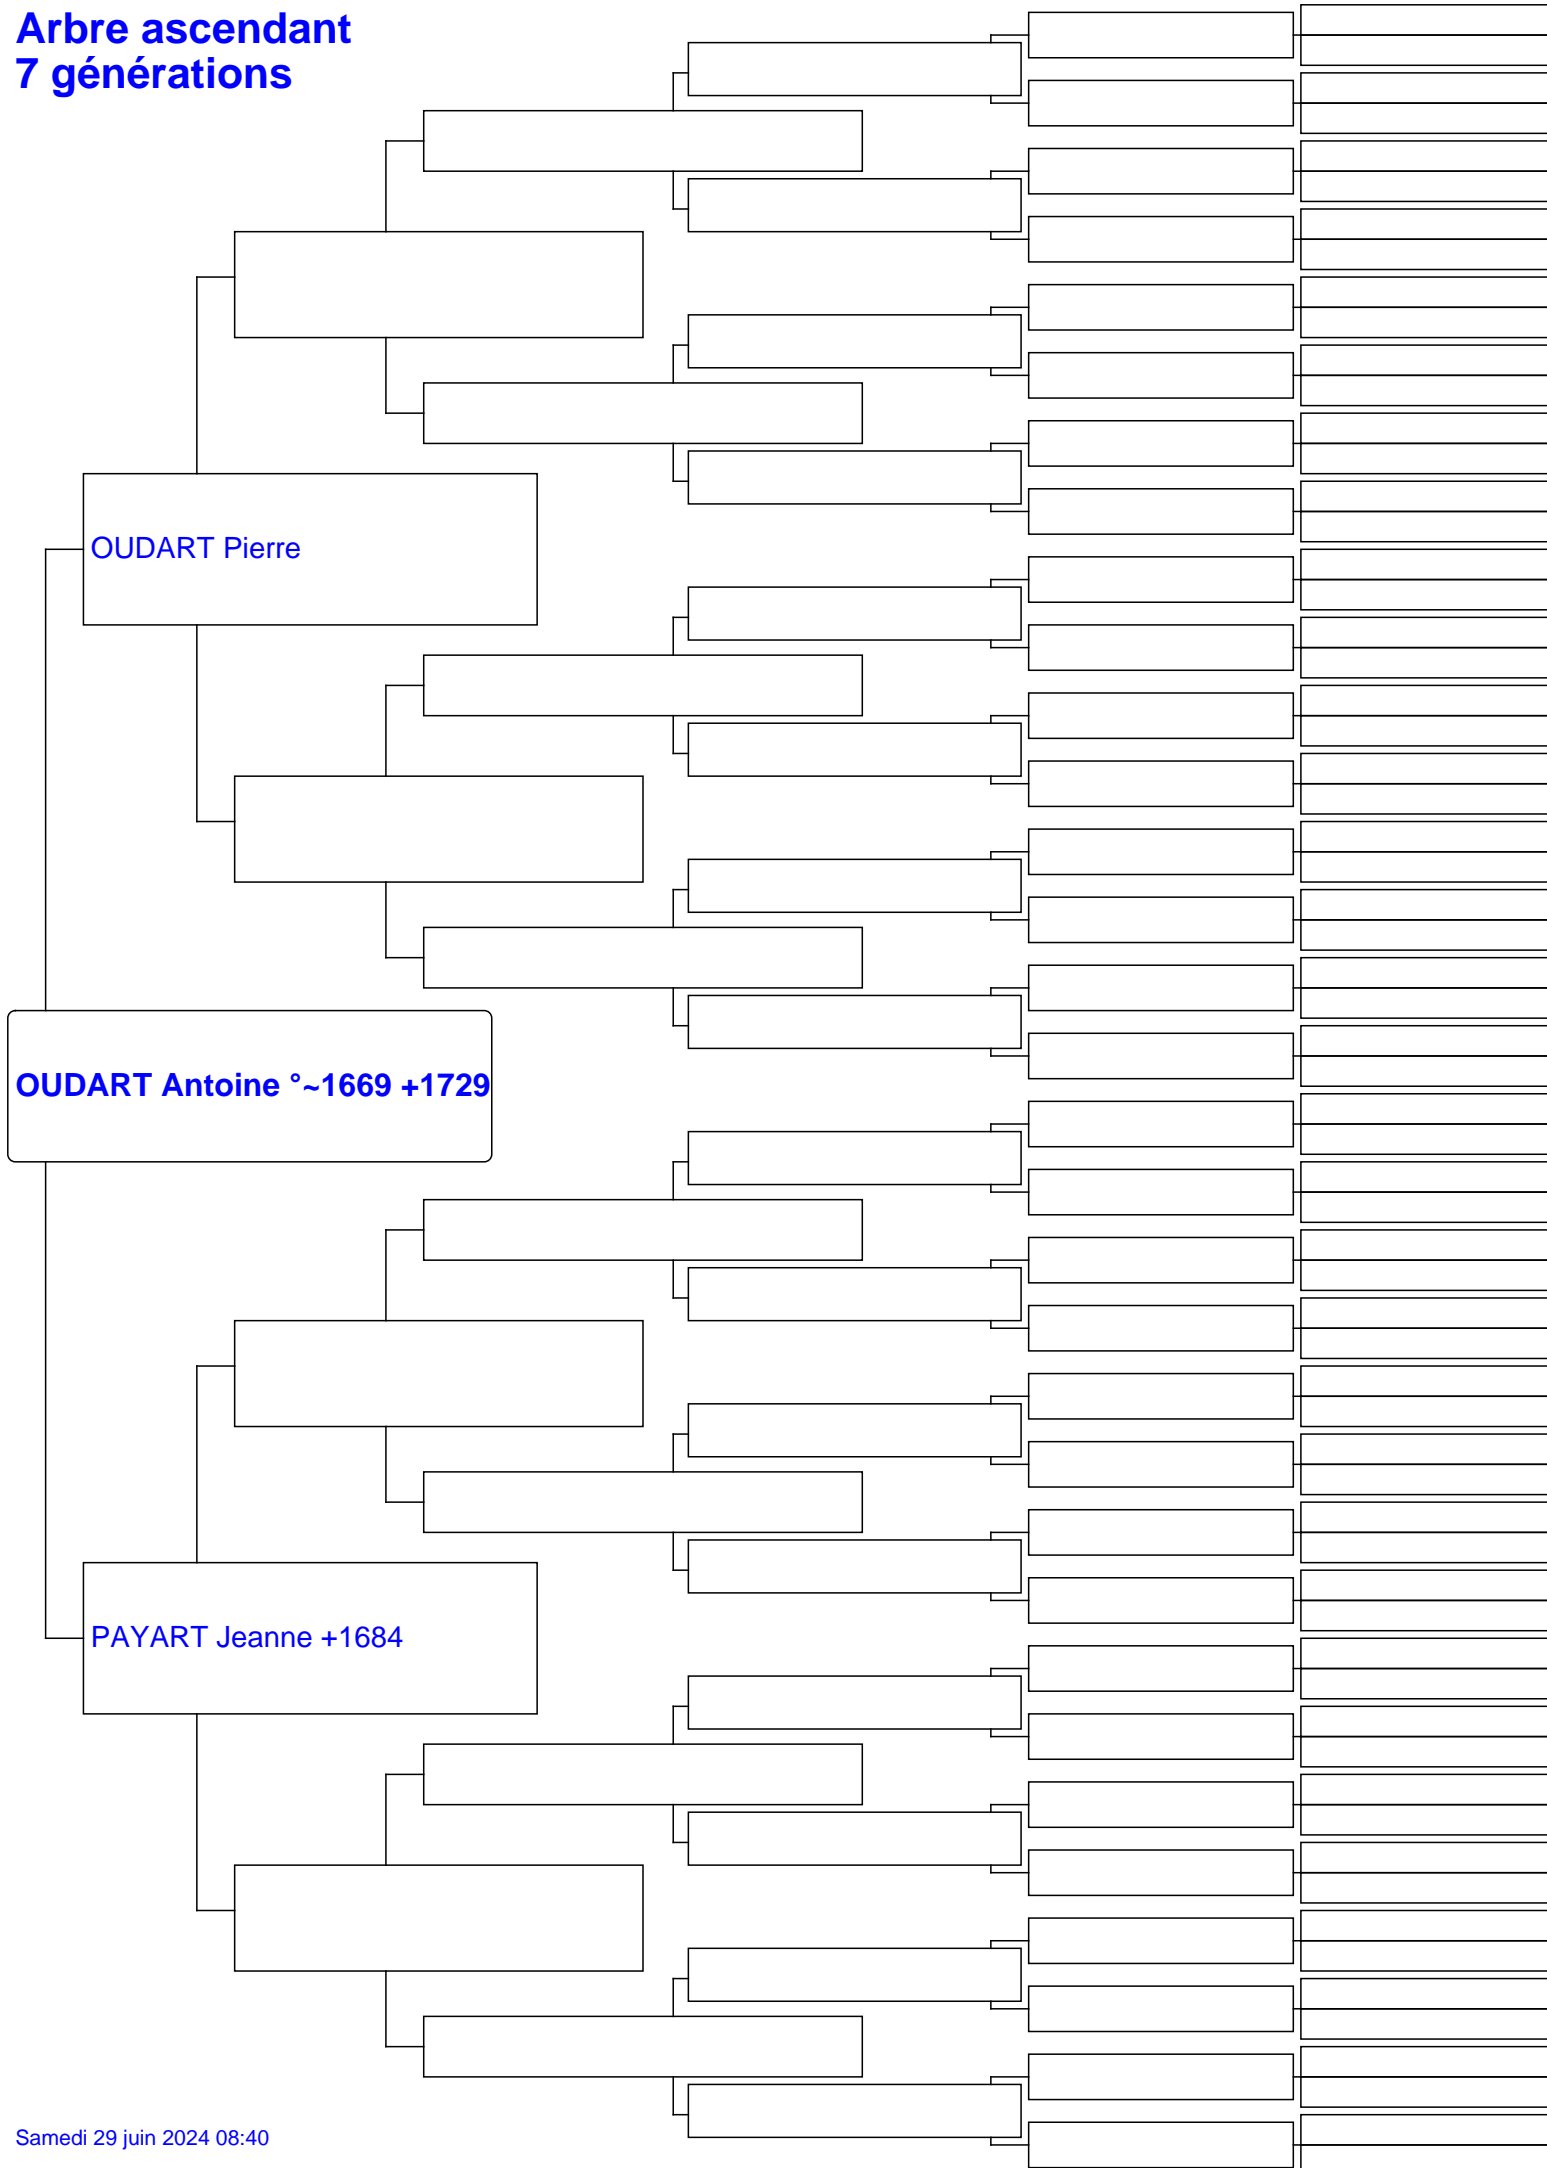 Arbre ascendant
7 générations
OUDART Pierre
OUDART Antoine °~1669 +1729
PAYART Jeanne +1684
Samedi 29 juin 2024 08:40